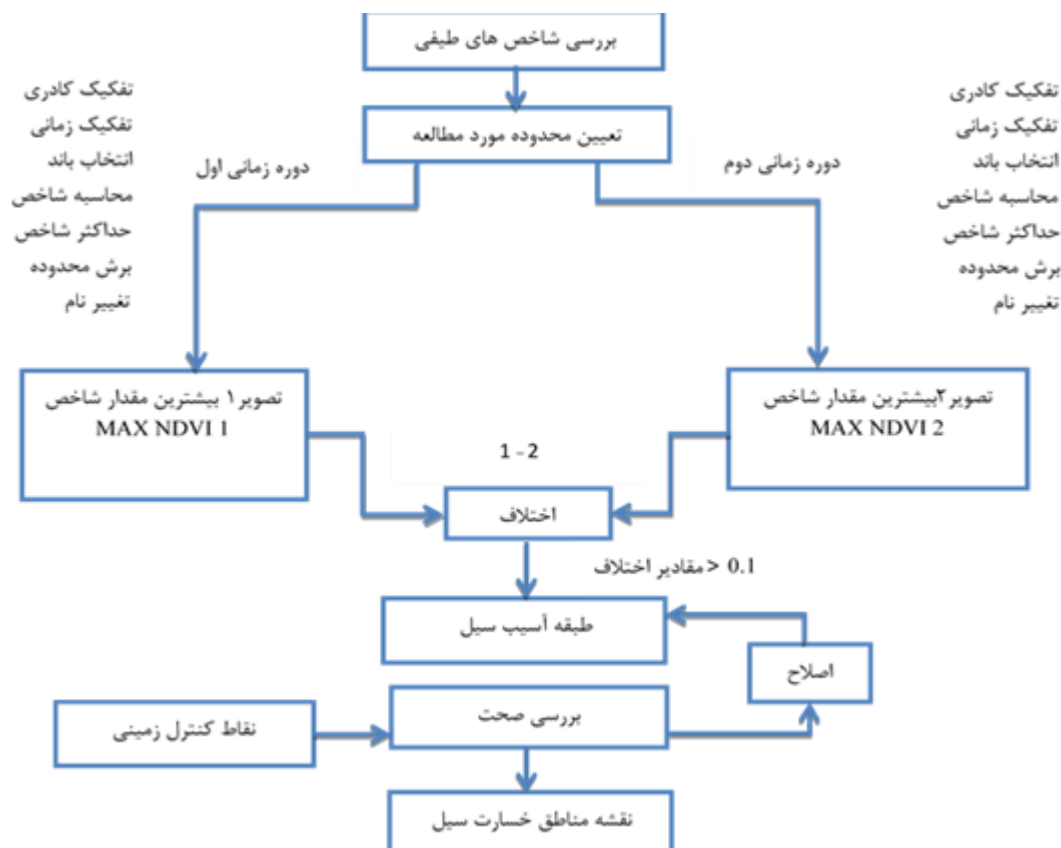 بررسی شاخص های طیفی
تعیین محدوده مورد مطالعه
دوره زمانی دوم
دوره زمانی اول
تفکیک کادری
تفکیک زمانی
انتخاب باند
محاسبه شاخص
حداکثر شاخص
برش محدوده
تغییر نام
تفکیک کادری
تفکیک زمانی
انتخاب باند
محاسبه شاخص
حداکثر شاخص
برش محدوده
تغییر نام
تصویر۲بیشترین مقدار شاخص
MAX NDVI 2
تصویر۱ بیشترین مقدار شاخص
MAX NDVI 1
1 - 2
اختلاف
مقادیر اختلاف > 0.1
طبقه آسیب سیل
اصلاح
بررسی صحت
نقاط کنترل زمینی
نقشه مناطق خسارت سیل